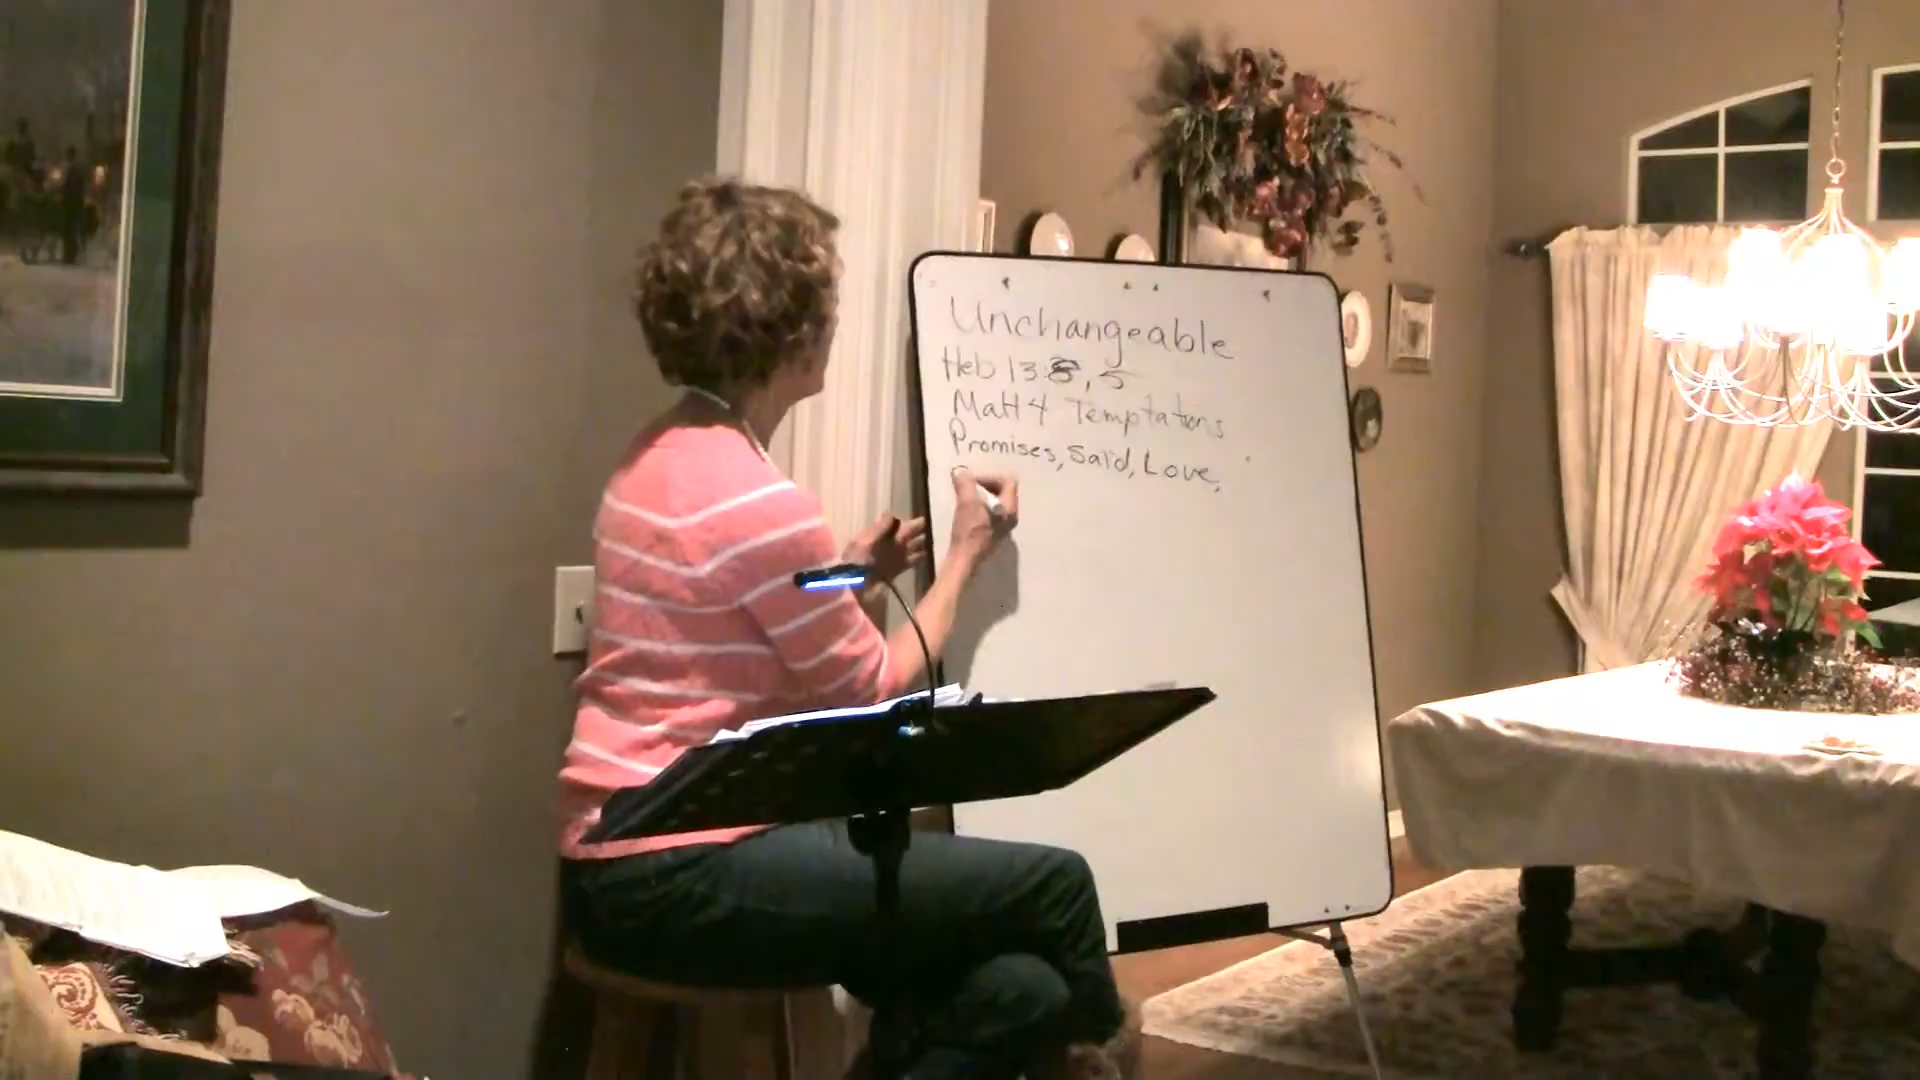 Unchangeable
Heb 13:8, 5
Matt 4 Temptations
Promises, Said, Love,